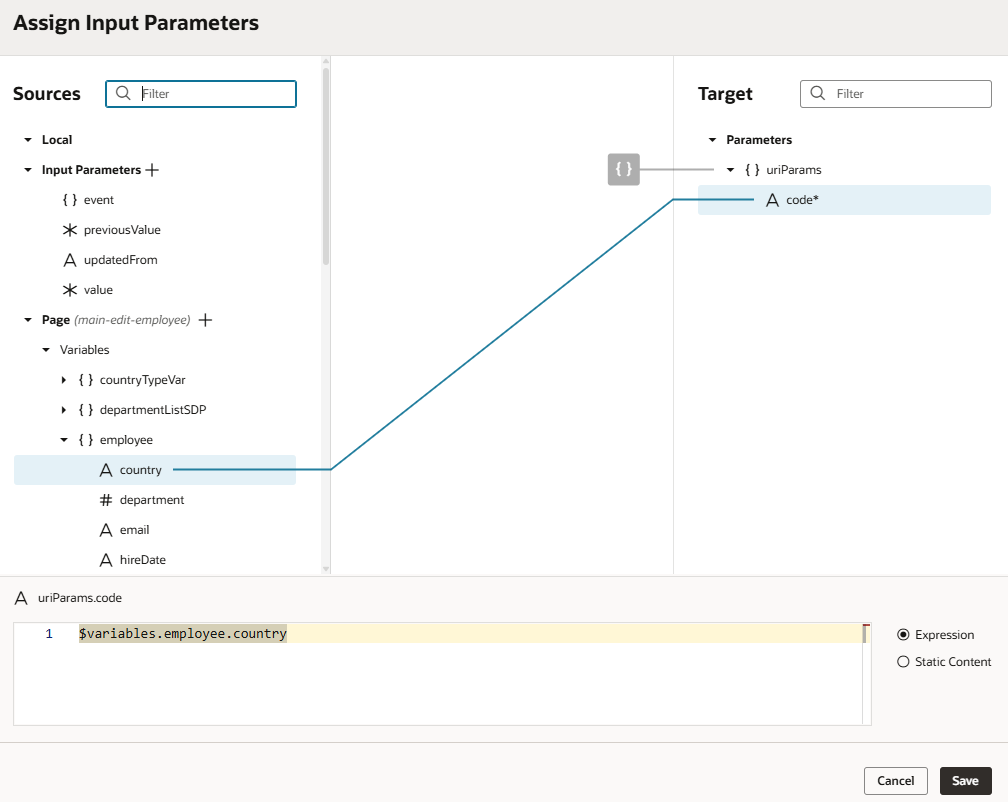 Assign Input Parameters
Sources
Filter
Local
Input Parameters
{ } event
previousValue
A updatedFrom
value
Page (main-edit-employee)
Variables
{ } countryTypeVar
{ } departmentListSDP
{ } employee
A country
# department
A email
A hireDate
{ }
Target
Filter
Parameters
{ } uriParams
A code*
A uriParams.code
1 $variables.employee.country
Expression
Static Content
Cancel
Save